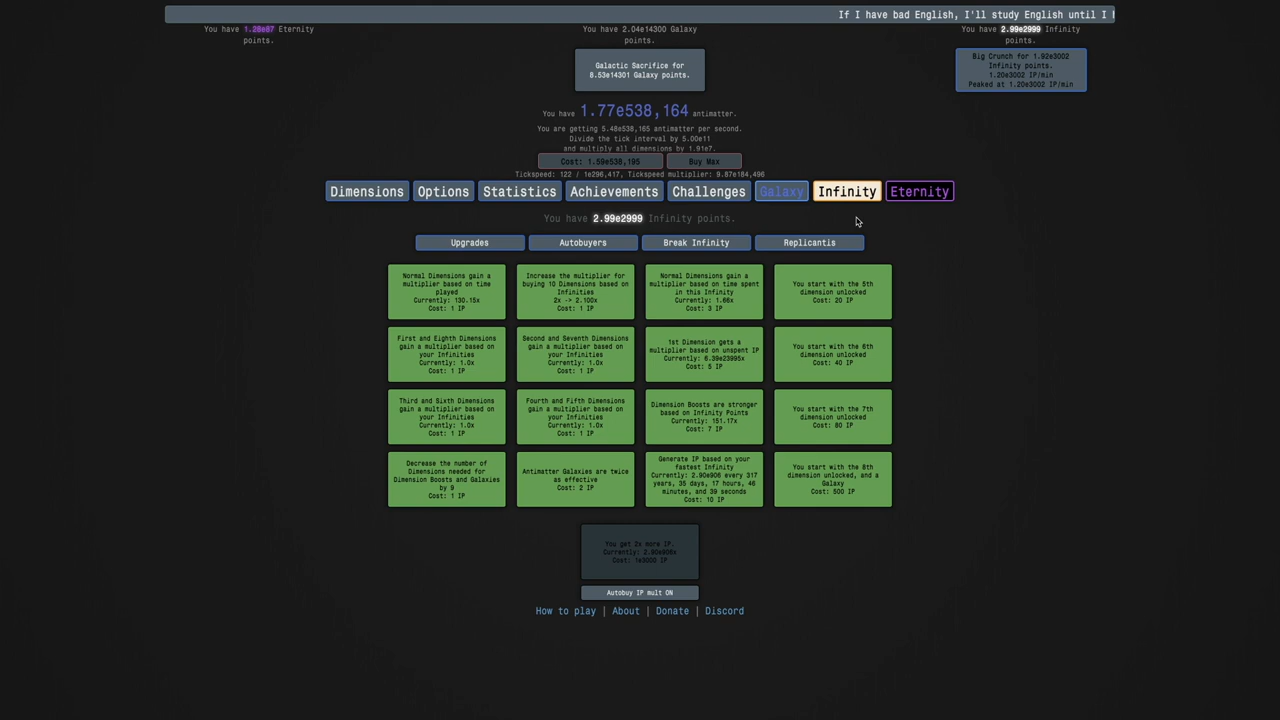 If I have bad English, I'll study English until I
You have 1.28e87 Eternity
points.
You have 2.04e14300 Galaxy
points.
You have 2.99e2999 Infinity
points.
Galactic Sacrifice for
8.53e14301 Galaxy points.
Big Crunch for 1.92e3002
Infinity points.
1.20e3002 IP/min
Peaked at 1.20e3002 IP/min
You have 1.77e538,164 antimatter.
You are getting 5.48e538,165 antimatter per second.
Divide the tick interval by 5.00e11
and multiply all dimensions by 1.91e7.
Cost: 1.59e538,195
Buy Max
Tickspeed: 122 / 1e296,417, Tickspeed multiplier: 9.87e184,496
Dimensions
Options
Statistics
Achievements
Challenges
Galaxy
Infinity
Eternity
You have 2.99e2999 Infinity points.
Upgrades
Autobuyers
Break Infinity
Replicantis
Normal Dimensions gain a
multiplier based on time
played
Currently: 130.15x
Cost: 1 IP
Increase the multiplier for
buying 10 Dimensions based on
Infinities
2x -> 2.100x
Cost: 1 IP
Normal Dimensions gain a
multiplier based on time spent
in this Infinity
Currently: 1.66x
Cost: 3 IP
You start with the 5th
dimension unlocked
Cost: 20 IP
First and Eighth Dimensions
gain a multiplier based on
your Infinities
Currently: 1.0x
Cost: 1 IP
Second and Seventh Dimensions
gain a multiplier based on
your Infinities
Currently: 1.0x
Cost: 1 IP
1st Dimension gets a
multiplier based on unspent IP
Currently: 6.39e23995x
Cost: 5 IP
You start with the 6th
dimension unlocked
Cost: 40 IP
Third and Sixth Dimensions
gain a multiplier based on
your Infinities
Currently: 1.0x
Cost: 1 IP
Fourth and Fifth Dimensions
gain a multiplier based on
your Infinities
Currently: 1.0x
Cost: 1 IP
Dimension Boosts are stronger
based on Infinity Points
Currently: 151.17x
Cost: 7 IP
You start with the 7th
dimension unlocked
Cost: 80 IP
Decrease the number of
Dimensions needed for
Dimension Boosts and Galaxies
by 9
Cost: 1 IP
Antimatter Galaxies are twice
as effective
Cost: 2 IP
Generate IP based on your
fastest Infinity
Currently: 2.90e906 every 317
years, 35 days, 17 hours, 46
minutes, and 39 seconds
Cost: 10 IP
You start with the 8th
dimension unlocked, and a
Galaxy
Cost: 500 IP
You get 2x more IP.
Currently: 2.90e906x
Cost: 1e3000 IP
Autobuy IP mult ON
How to play | About | Donate | Discord